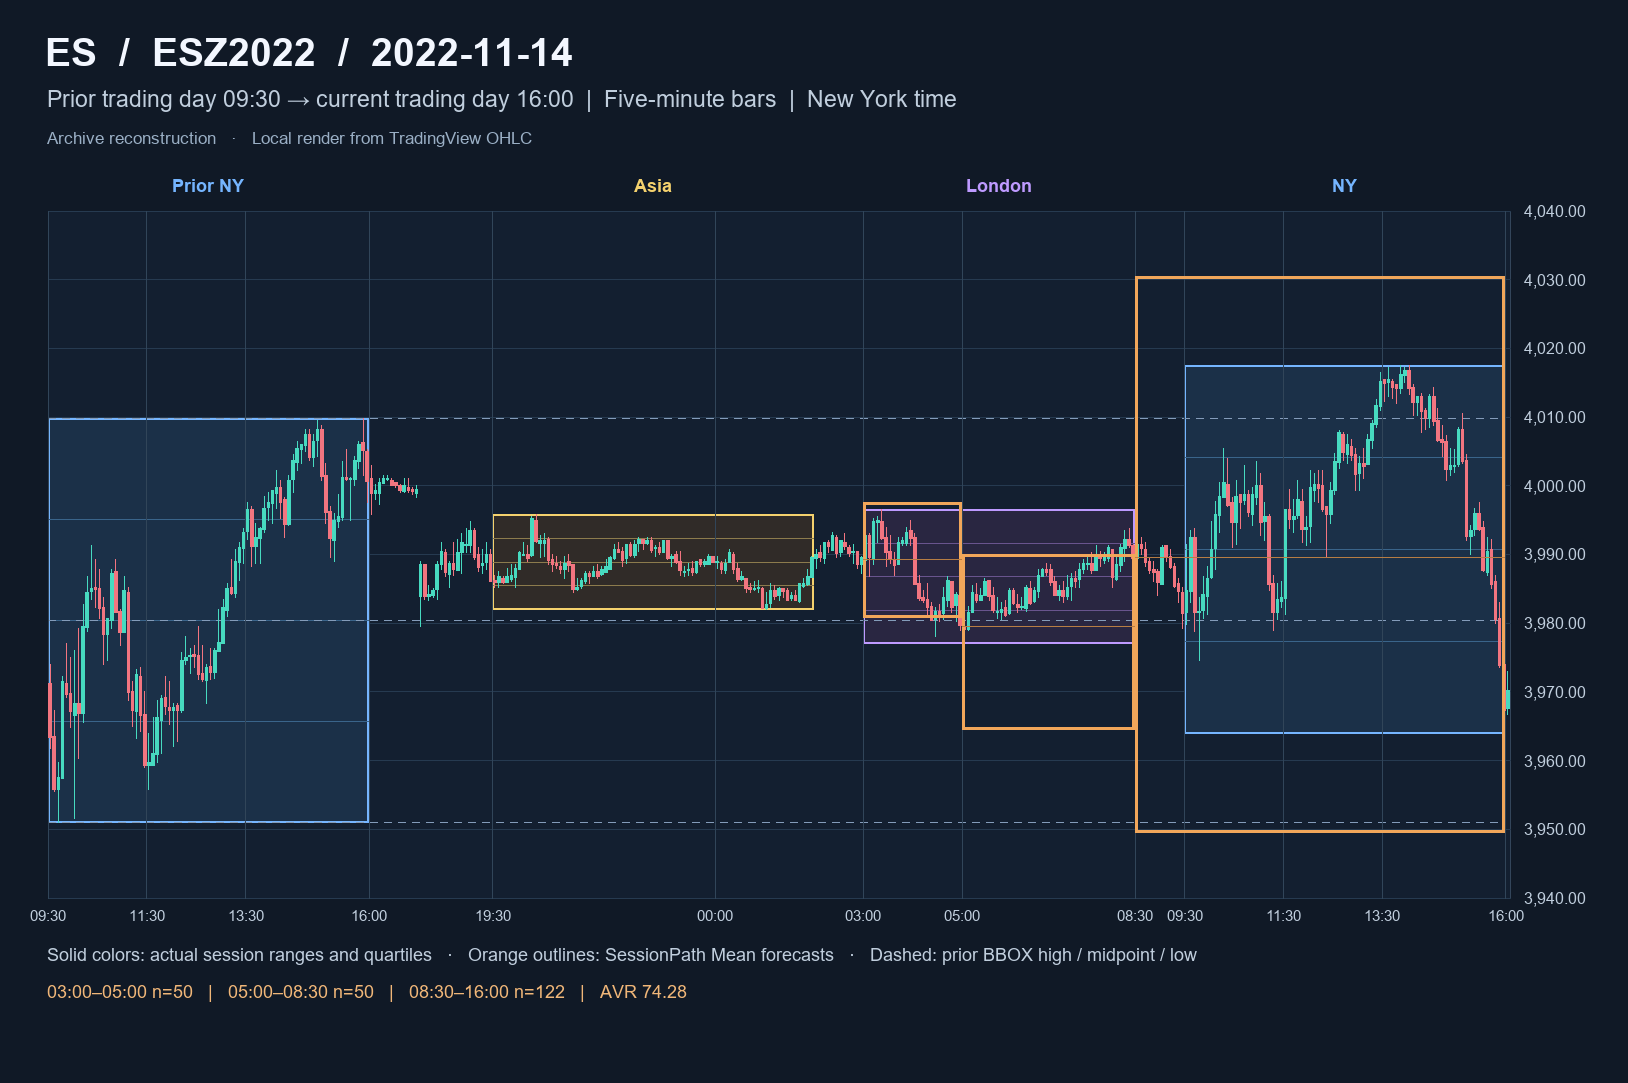 ES / ESZ2022 / 2022-11-14
Prior trading day 09:30 → current trading day 16:00 | Five-minute bars | New York time
Archive reconstruction · Local render from TradingView OHLC
Prior NY Asia London NY
4,040.00
4,030.00
4,020.00
4,010.00
4,000.00
3,990.00
3,980.00
3,970.00
3,960.00
3,950.00
3,940.00
09:30 11:30 13:30 16:00 19:30 00:00 03:00 05:00 08:30 09:30 11:30 13:30 16:00
Solid colors: actual session ranges and quartiles · Orange outlines: SessionPath Mean forecasts · Dashed: prior BBOX high / midpoint / low
03:00–05:00 n=50 | 05:00–08:30 n=50 | 08:30–16:00 n=122 | AVR 74.28